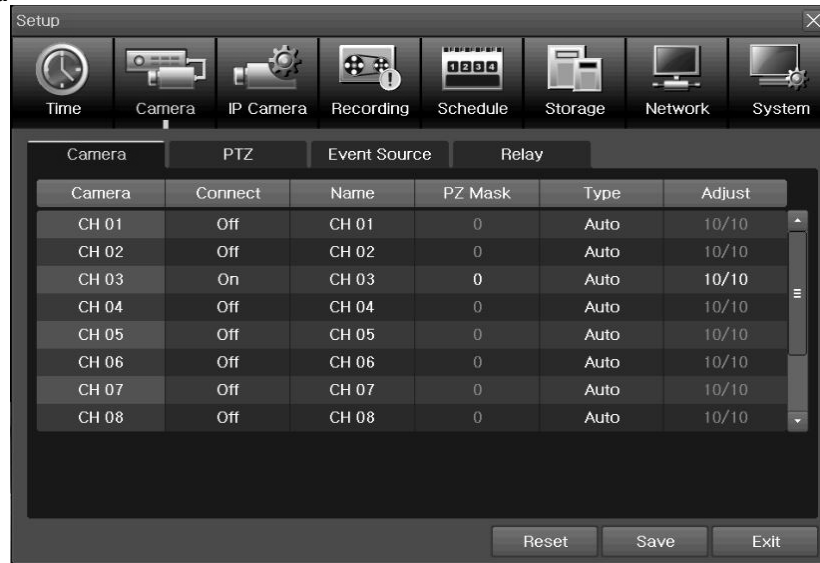 Setup
1 2 3 4
Time Camera IP Camera Recording Schedule Storage Network System
Camera PTZ Event Source Relay
Camera Connect Name PZ Mask Type Adjust
CH 01 Off CH 01 0 Auto 10/10
CH 02 Off CH 02 0 Auto 10/10
CH 03 On CH 03 0 Auto 10/10
CH 04 Off CH 04 0 Auto 10/10
CH 05 Off CH 05 0 Auto 10/10
CH 06 Off CH 06 0 Auto 10/10
CH 07 Off CH 07 0 Auto 10/10
CH 08 Off CH 08 0 Auto 10/10
Reset Save Exit